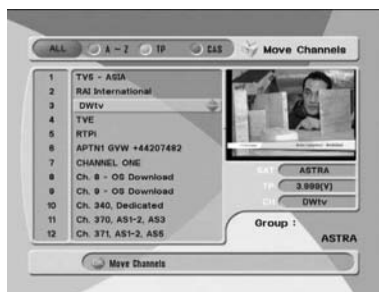 ALL A ~ Z TP CAS Move Channels
1 TV5 - ASIA
2 RAI International
3 DWtv
4 TVE
5 RTPI
6 APTN1 GVW +44207482
7 CHANNEL ONE
8 Ch. 8 - OS Download
9 Ch. 9 - OS Download
10 Ch. 340, Dedicated
11 Ch. 370, AS1-2, AS3
12 Ch. 371, AS1-2, AS5
SAT ASTRA
TP 3.999(V)
CH DWtv
Group :
ASTRA
Move Channels